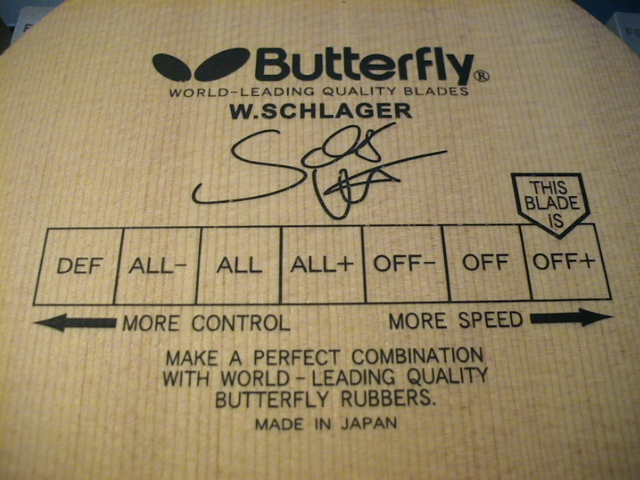 Butterfly®
WORLD-LEADING QUALITY BLADES
W.SCHLAGER
THIS
BLADE
IS
DEF ALL- ALL ALL+ OFF- OFF OFF+
MORE CONTROL MORE SPEED
MAKE A PERFECT COMBINATION
WITH WORLD-LEADING QUALITY
BUTTERFLY RUBBERS.
MADE IN JAPAN